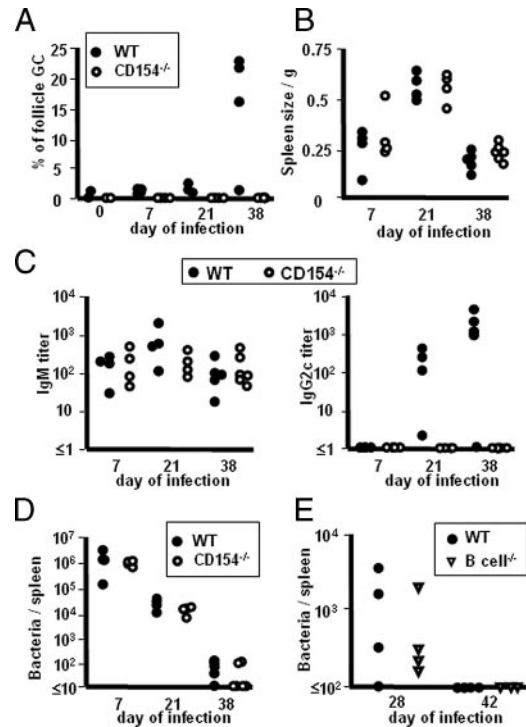 A
25
20
15
10
5
0
% of follicle GC
WT
CD154-/-
0 7 21 38
day of infection
B
0.75
0.5
0.25
0
Spleen size / g
7 21 38
day of infection
C
WT CD154-/-
10^4
10^3
10^2
10
≤1
IgM titer
7 21 38
day of infection
10^4
10^3
10^2
10
≤1
IgG2c titer
7 21 38
day of infection
D
10^7
10^6
10^5
10^4
10^3
10^2
≤10
Bacteria / spleen
WT
CD154-/-
7 21 38
day of infection
E
10^4
10^3
≤10^2
Bacteria / spleen
WT
B cell-/-
28 42
day of infection